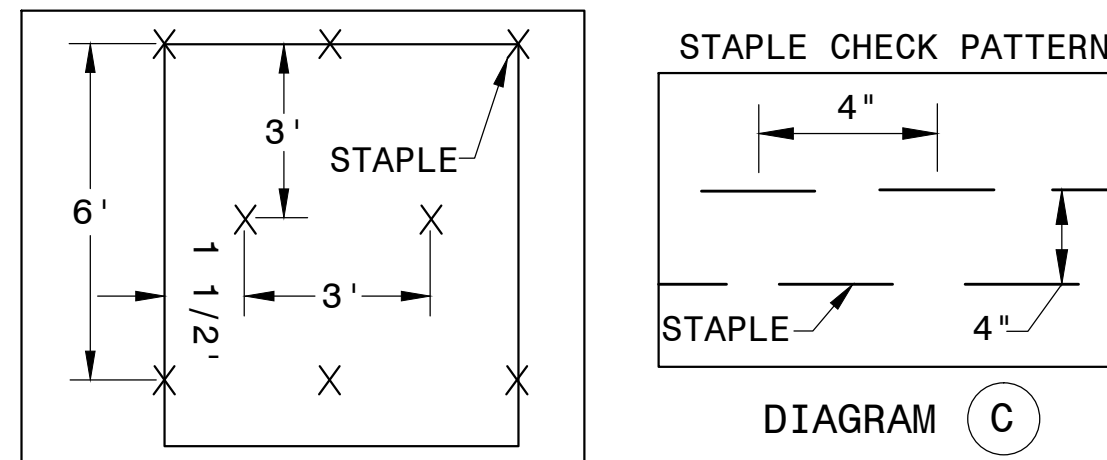 3'
STAPLE
6'
1 1/2'
3'
STAPLE CHECK PATTERN
4"
STAPLE
4"
DIAGRAM C